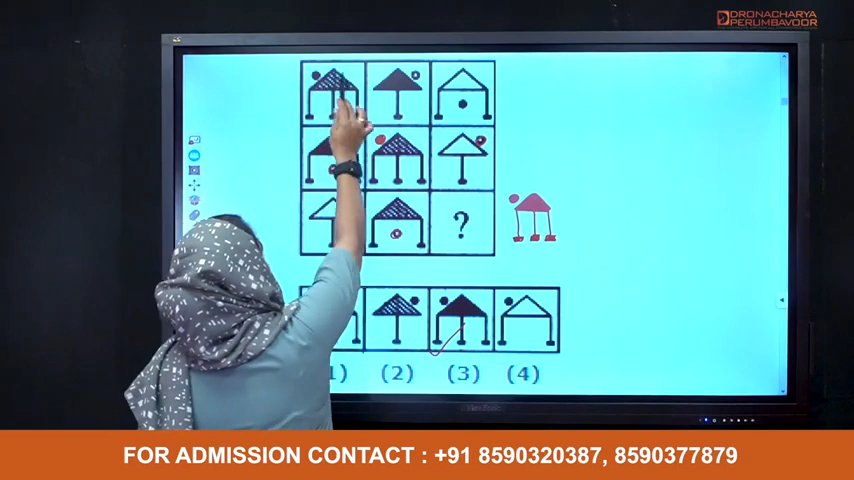 DRONACHARYA
PERUMBAVOOR
?
1) (2) (3) (4)
FOR ADMISSION CONTACT : +91 8590320387, 8590377879